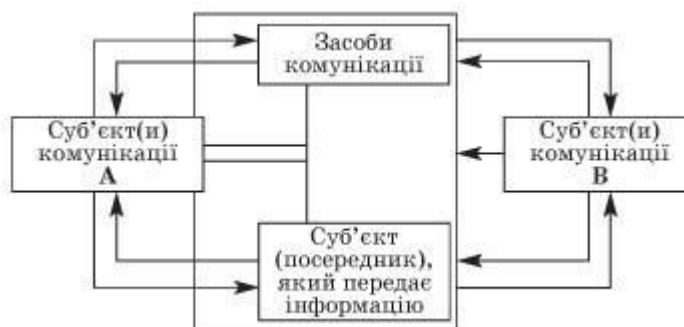 Засоби
комунікації
Суб’єкт(и)
комунікації
А
Суб’єкт(и)
комунікації
В
Суб’єкт
(посередник),
який передає
інформацію